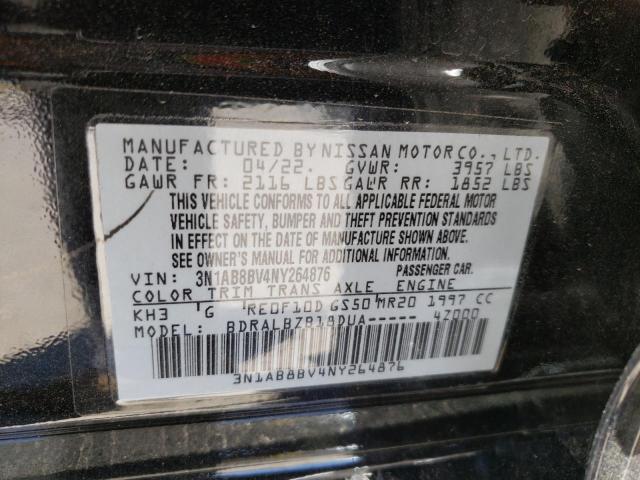 MANUFACTURED BY NISSAN MOTOR CO., LTD.
DATE: 04/22. GVWR: 3957 LBS
GAWR FR: 2116 LBS GAWR RR: 1852 LBS
THIS VEHICLE CONFORMS TO ALL APPLICABLE FEDERAL MOTOR
VEHICLE SAFETY, BUMPER AND THEFT PREVENTION STANDARDS
IN EFFECT ON THE DATE OF MANUFACTURE SHOWN ABOVE.
SEE OWNER'S MANUAL FOR ADDITIONAL INFORMATION.
VIN: 3N1AB8BV4NY264876 PASSENGER CAR.
COLOR TRIM TRANS AXLE ENGINE
KH3 G RE0F10D GS50 MR20 1997 CC
MODEL: BDRALBZB18DUA----- 4Z000
3N1AB8BV4NY264876